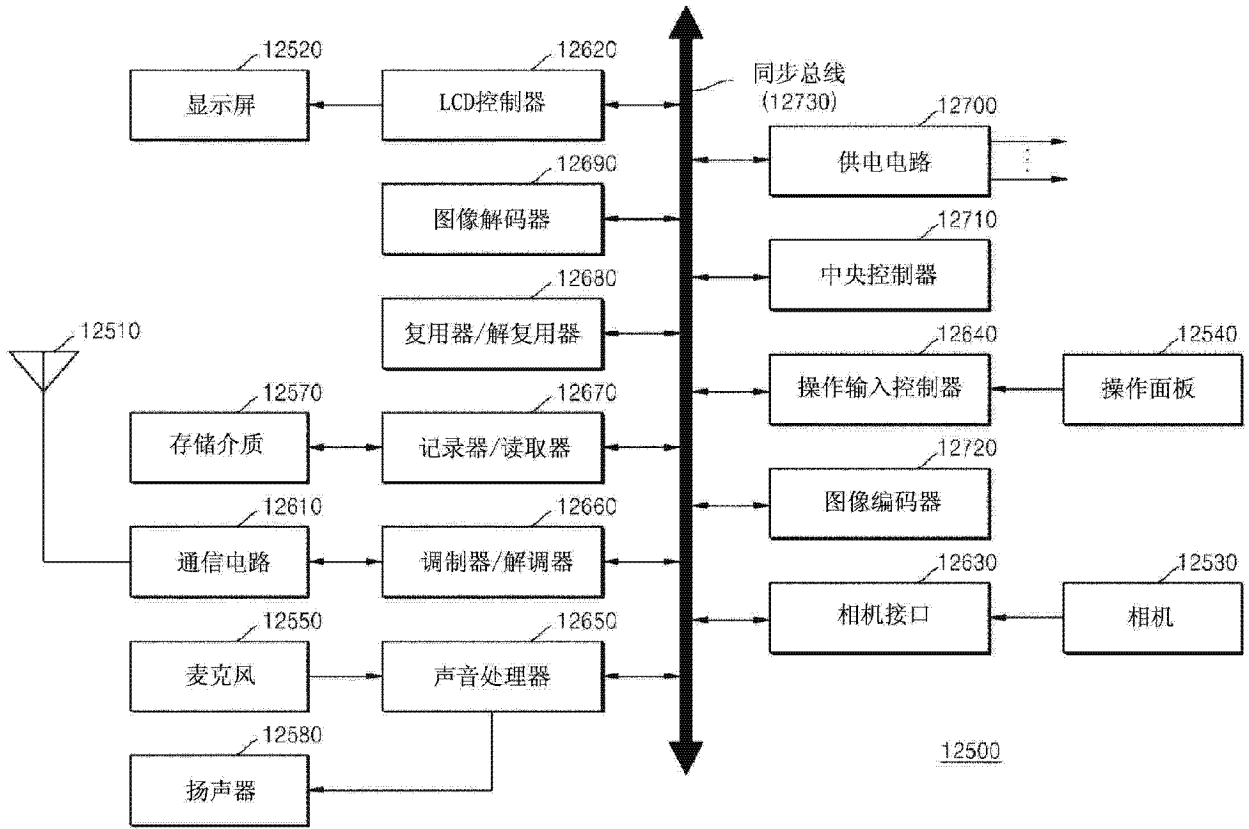 12520
显示屏
12620
LCD控制器
同步总线
(12730)
12700
供电电路
12690
图像解码器
12710
中央控制器
12680
复用器/解复用器
12510
12640
操作输入控制器
12540
操作面板
12570
存储介质
12670
记录器/读取器
12720
图像编码器
12610
通信电路
12660
调制器/解调器
12630
相机接口
12530
相机
12550
麦克风
12650
声音处理器
12580
扬声器
12500